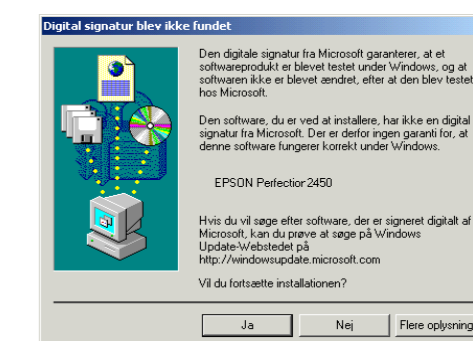 Digital signatur blev ikke fundet
Den digitale signatur fra Microsoft garanterer, at et
softwareprodukt er blevet testet under Windows, og at
softwaren ikke er blevet ændret, efter at den blev testet
hos Microsoft.
Den software, du er ved at installere, har ikke en digital
signatur fra Microsoft. Der er derfor ingen garanti for, at
denne software fungerer korrekt under Windows.
EPSON Perfection 2450
Hvis du vil søge efter software, der er signeret digitalt af
Microsoft, kan du prøve at søge på Windows
Update-Webstedet på
http://windowsupdate.microsoft.com
Vil du fortsætte installationen?
Ja
Nej
Flere oplysning